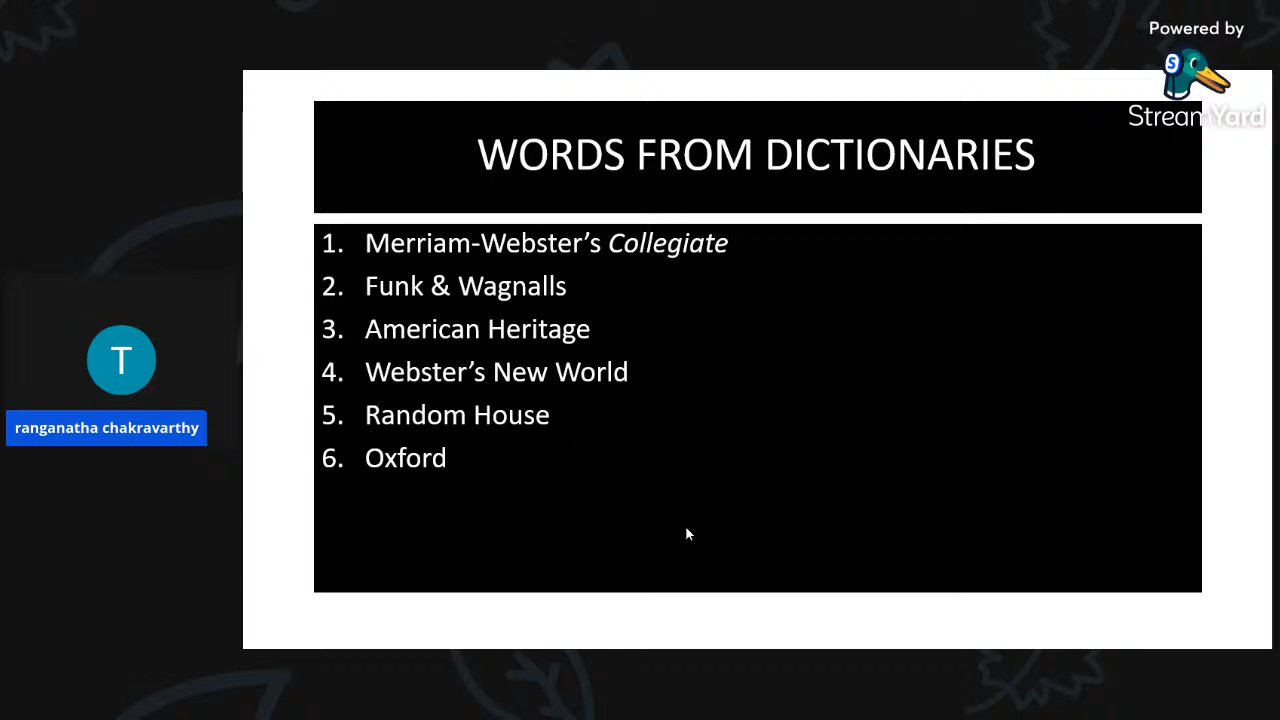 Powered by
StreamYard
WORDS FROM DICTIONARIES
1. Merriam-Webster’s Collegiate
2. Funk & Wagnalls
3. American Heritage
4. Webster’s New World
5. Random House
6. Oxford
T
ranganatha chakravarthy